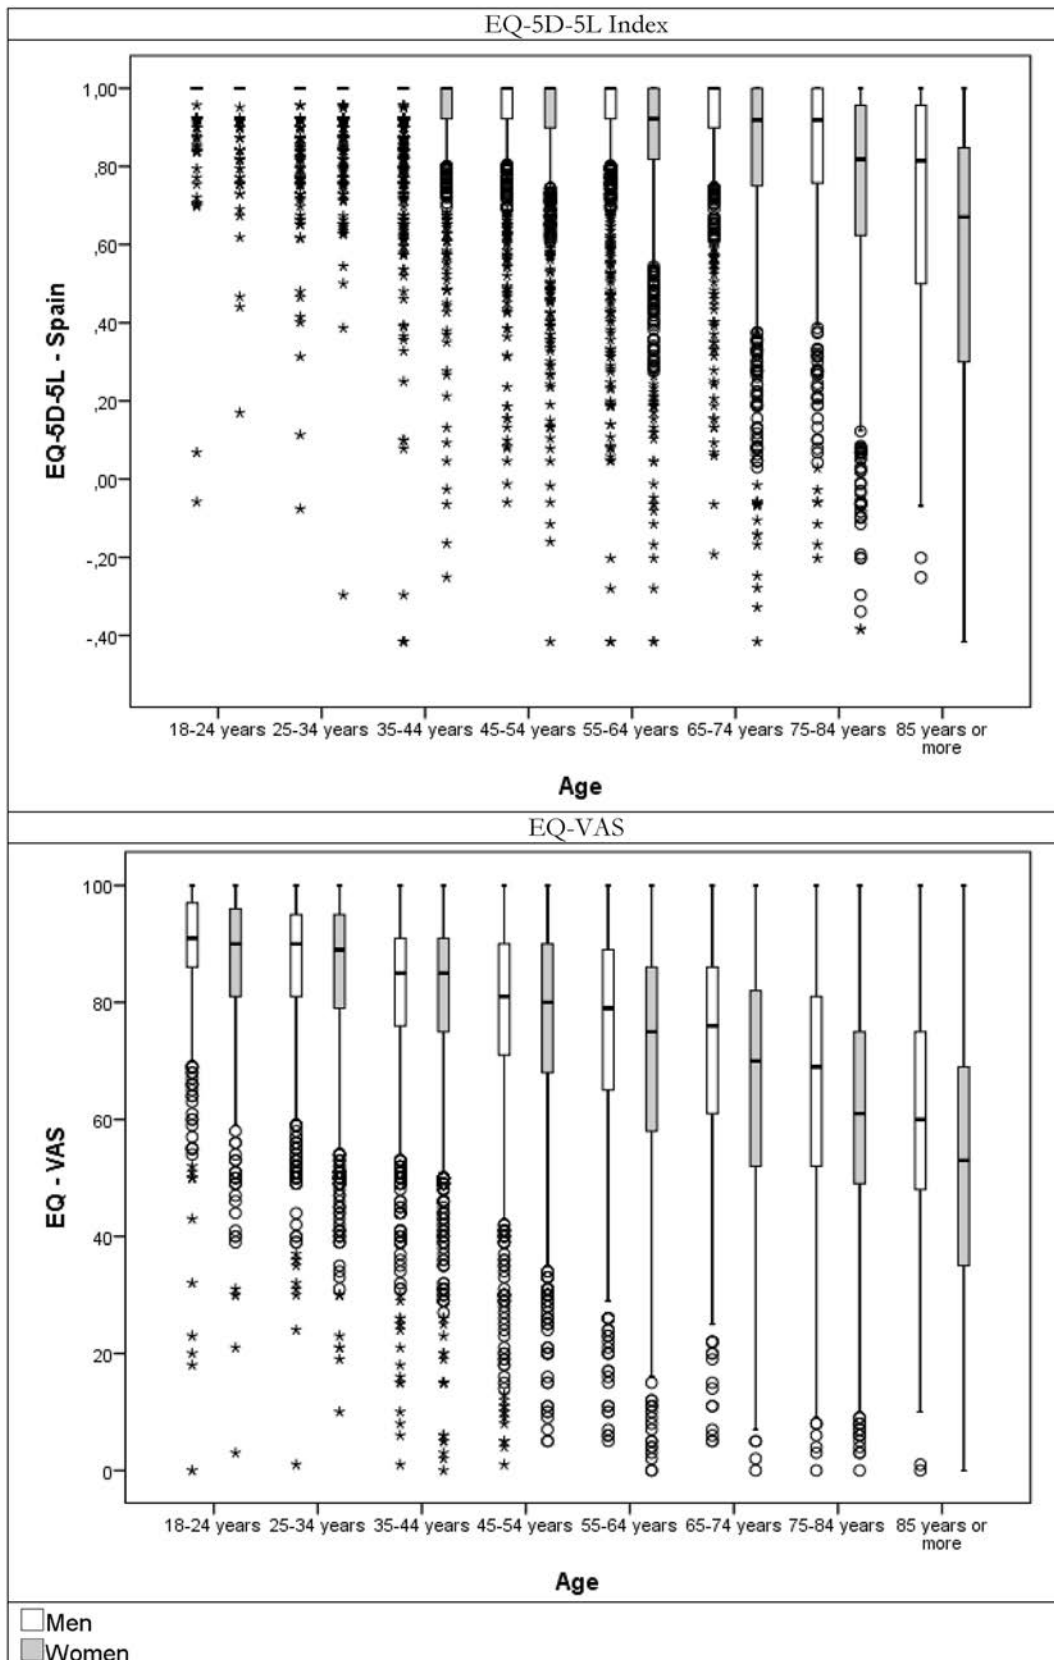 EQ-5D-5L Index
EQ-5D-5L - Spain
1,00
,80
,60
,40
,20
,00
-,20
-,40
18-24 years 25-34 years 35-44 years 45-54 years 55-64 years 65-74 years 75-84 years 85 years or
more
Age
EQ-VAS
EQ - VAS
100
80
60
40
20
0
18-24 years 25-34 years 35-44 years 45-54 years 55-64 years 65-74 years 75-84 years 85 years or
more
Age
Men
Women